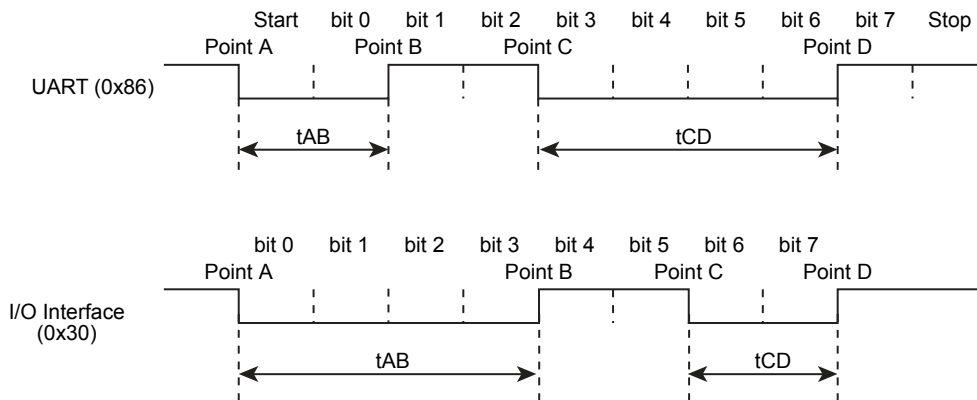 Start bit 0 bit 1 bit 2 bit 3 bit 4 bit 5 bit 6 bit 7 Stop
Point A Point B Point C Point D
UART (0x86)
tAB tCD
bit 0 bit 1 bit 2 bit 3 bit 4 bit 5 bit 6 bit 7
Point A Point B Point C Point D
I/O Interface
(0x30)
tAB tCD